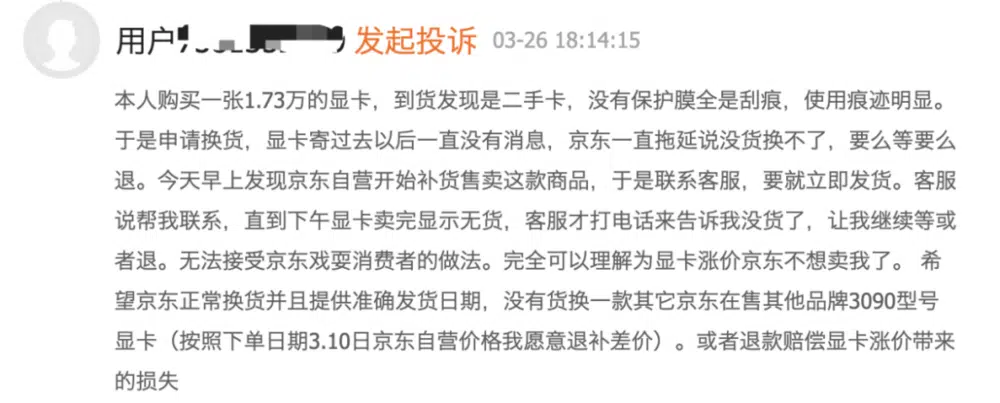 用户 发起投诉 03-26 18:14:15
本人购买一张1.73万的显卡，到货发现是二手卡，没有保护膜全是刮痕，使用痕迹明显。
于是申请换货，显卡寄过去以后一直没有消息，京东一直拖延说没货换不了，要么等要么
退。今天早上发现京东自营开始补货售卖这款商品，于是联系客服，要就立即发货。客服
说帮我联系，直到下午显卡卖完显示无货，客服才打电话来告诉我没货了，让我继续等或
者退。无法接受京东戏耍消费者的做法。完全可以理解为显卡涨价京东不想卖我了。 希
望京东正常换货并且提供准确发货日期，没有货换一款其它京东在售其他品牌3090型号
显卡（按照下单日期3.10日京东自营价格我愿意退补差价）。或者退款赔偿显卡涨价带来
的损失